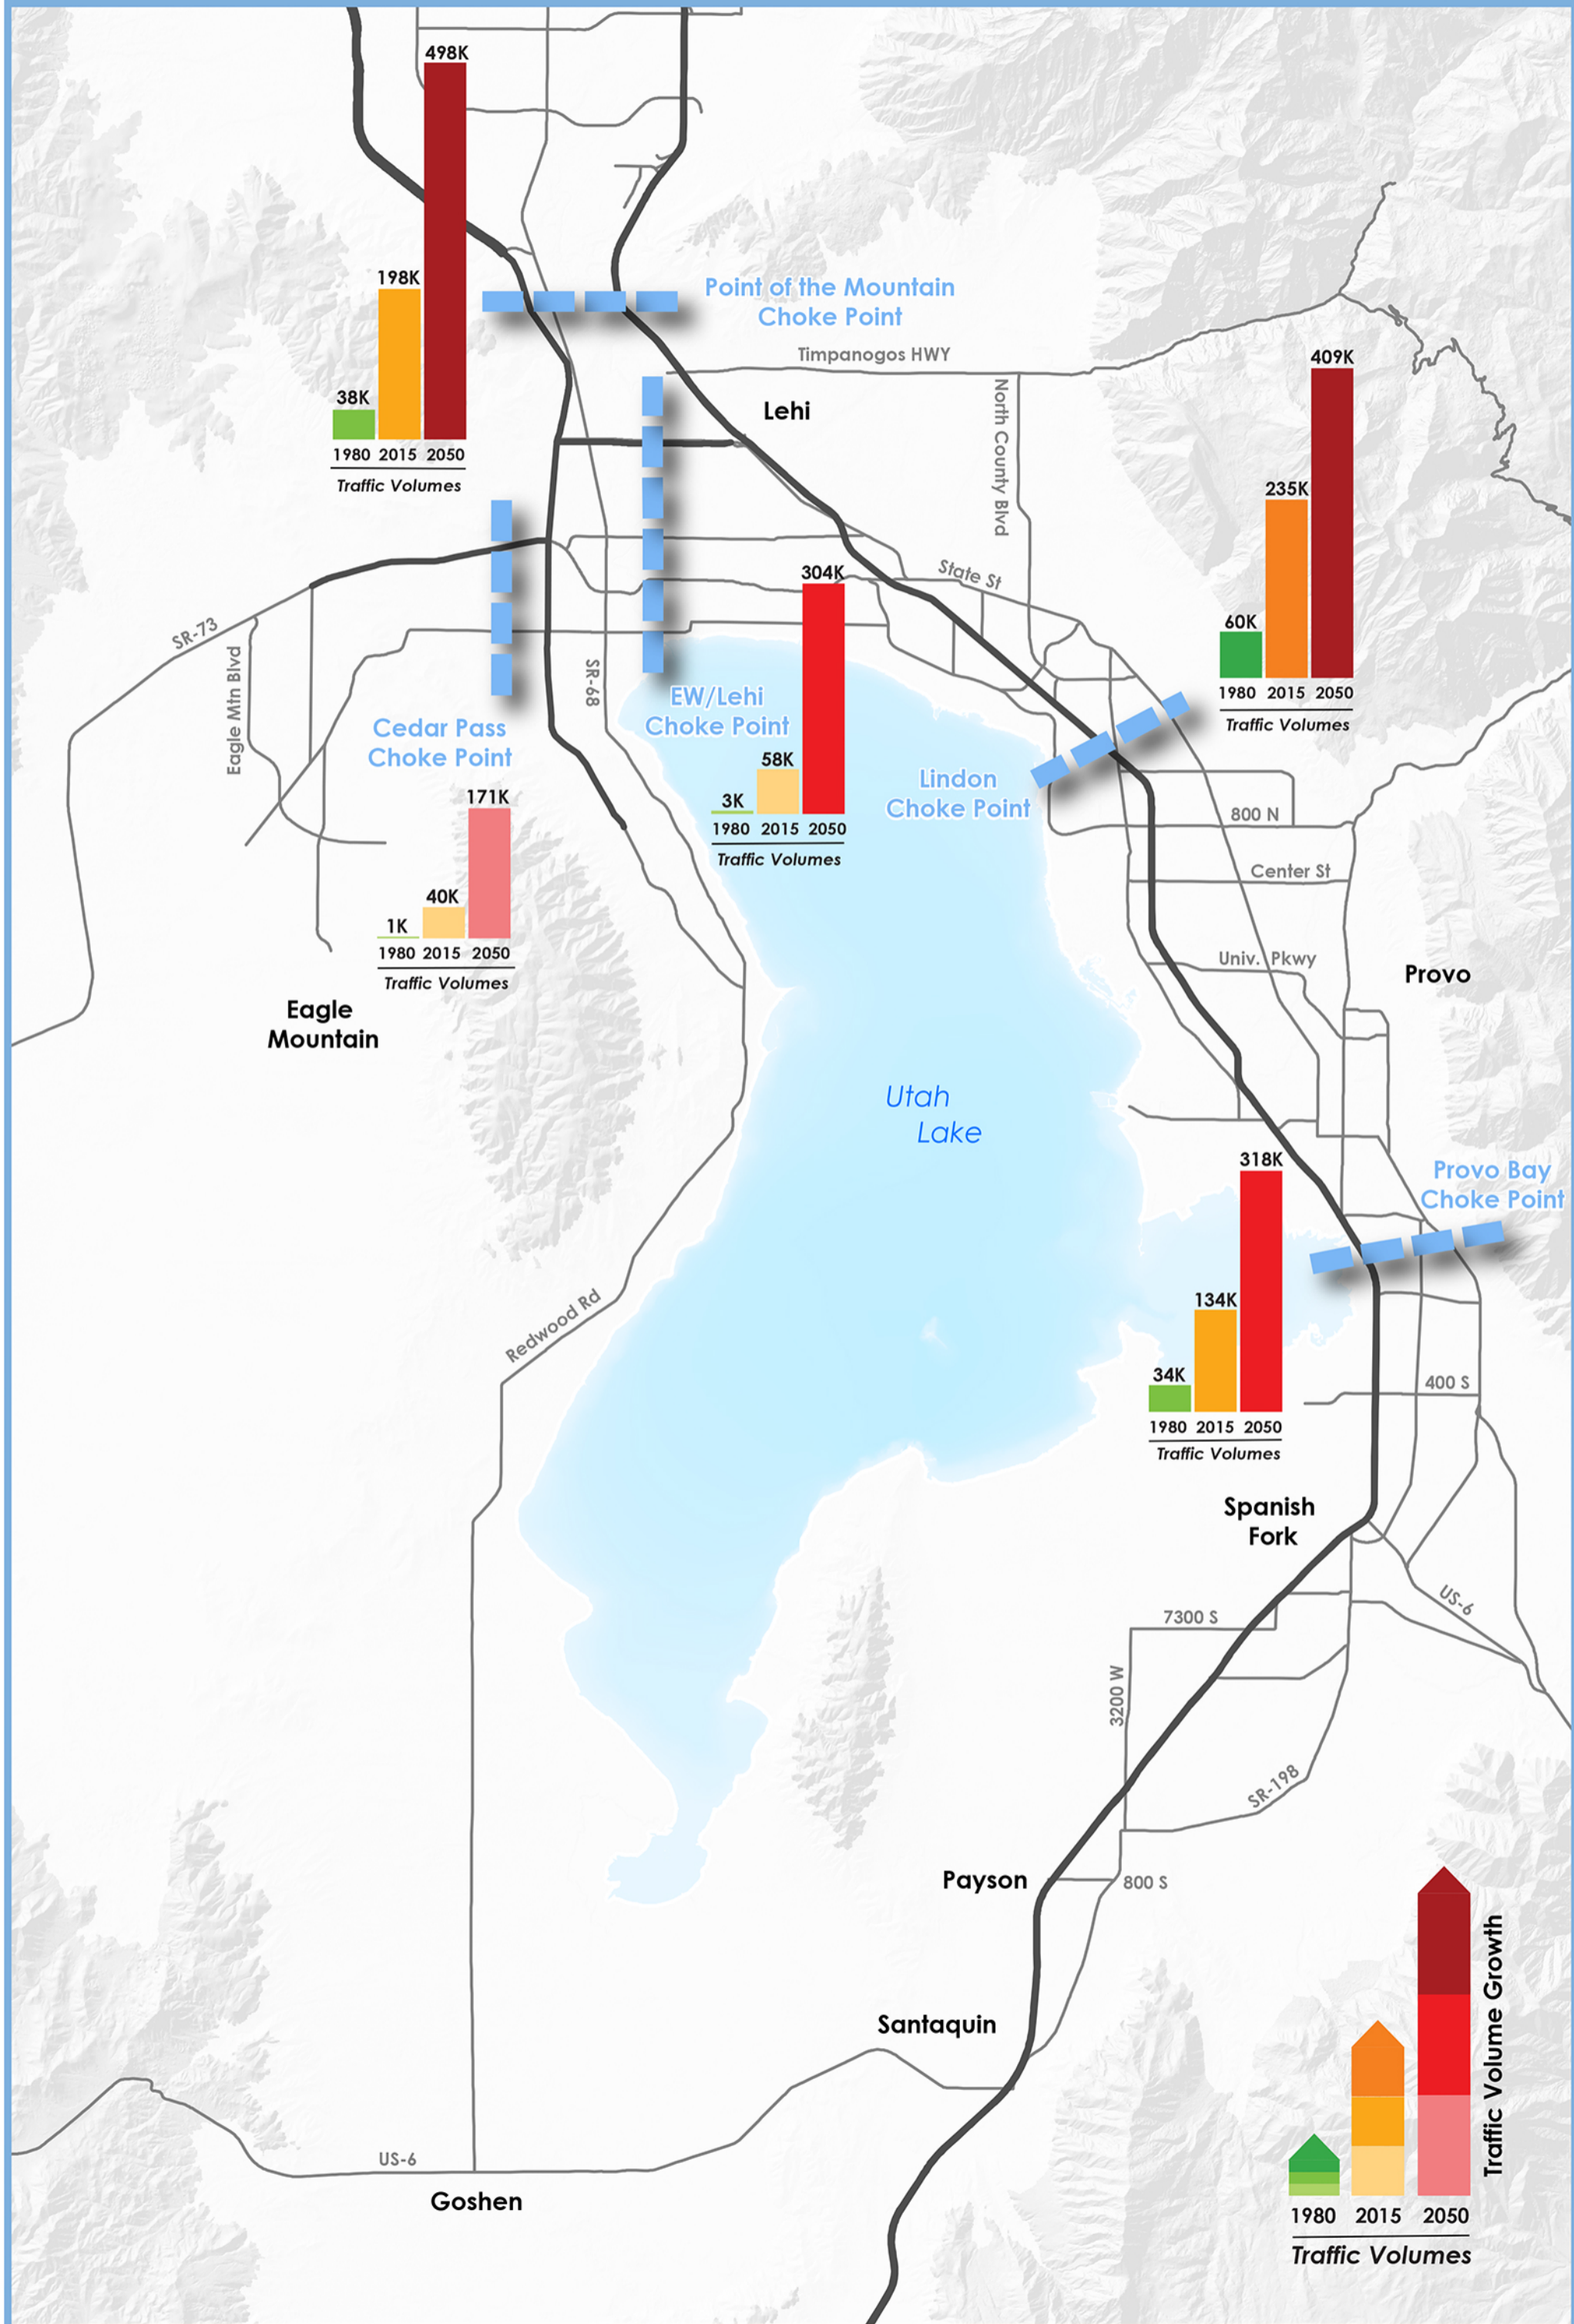 498K
198K
38K
1980 2015 2050
Traffic Volumes
Point of the Mountain
Choke Point
Timpanogos HWY
Lehi
North County Blvd
409K
235K
60K
1980 2015 2050
Traffic Volumes
State St
SR-73
Eagle Mtn Blvd
SR-68
Cedar Pass
Choke Point
171K
40K
1K
1980 2015 2050
Traffic Volumes
EW/Lehi
Choke Point
304K
58K
3K
1980 2015 2050
Traffic Volumes
Lindon
Choke Point
800 N
Center St
Univ. Pkwy
Provo
Eagle
Mountain
Utah
Lake
Provo Bay
Choke Point
318K
134K
34K
1980 2015 2050
Traffic Volumes
Redwood Rd
400 S
Spanish
Fork
US-6
7300 S
3200 W
SR-198
Payson
800 S
Santaquin
US-6
Goshen
Traffic Volume Growth
1980 2015 2050
Traffic Volumes